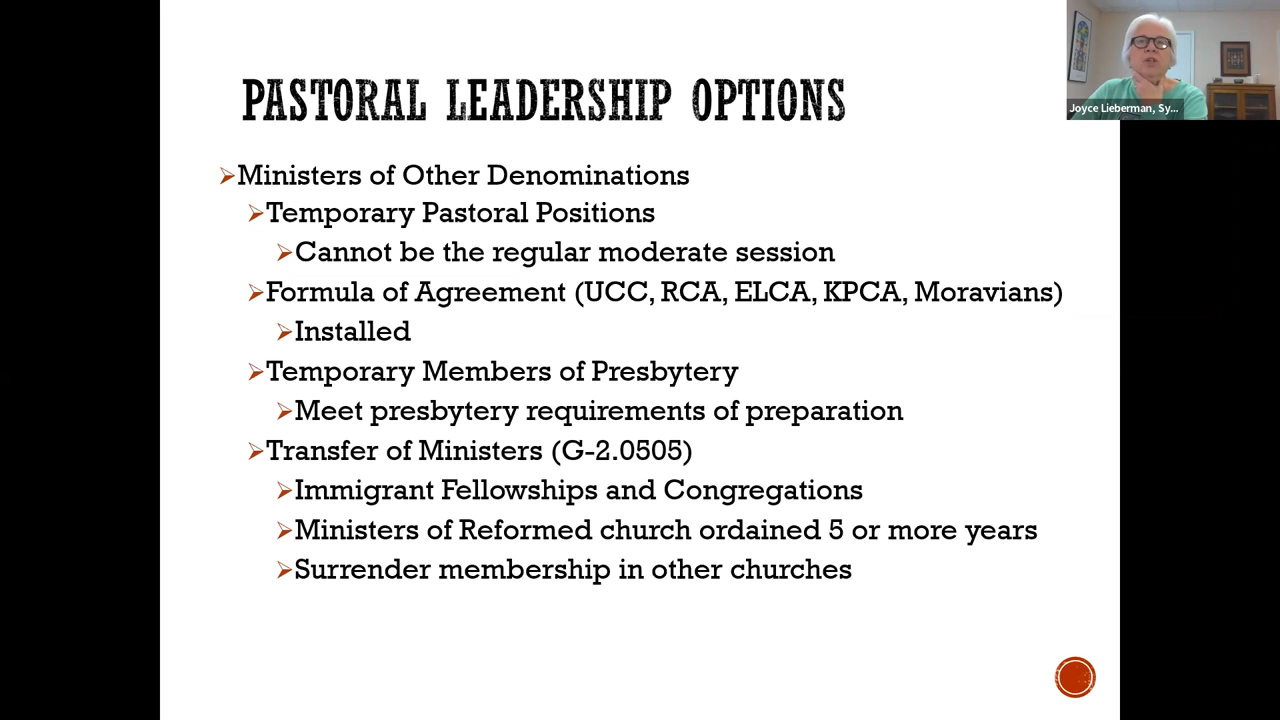 PASTORAL LEADERSHIP OPTIONS
Joyce Lieberman, Sy...
Ministers of Other Denominations
Temporary Pastoral Positions
Cannot be the regular moderate session
Formula of Agreement (UCC, RCA, ELCA, KPCA, Moravians)
Installed
Temporary Members of Presbytery
Meet presbytery requirements of preparation
Transfer of Ministers (G-2.0505)
Immigrant Fellowships and Congregations
Ministers of Reformed church ordained 5 or more years
Surrender membership in other churches